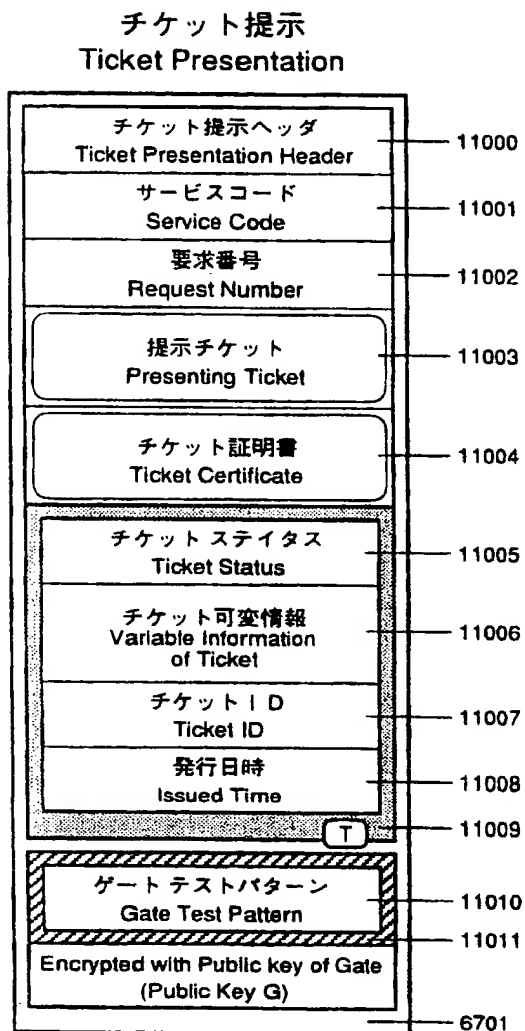 チケット提示
Ticket Presentation
チケット提示ヘッダ
Ticket Presentation Header
11000
サービスコード
Service Code
11001
要求番号
Request Number
11002
提示チケット
Presenting Ticket
11003
チケット証明書
Ticket Certificate
11004
チケット ステイタス
Ticket Status
11005
チケット可変情報
Variable Information
of Ticket
11006
チケットID
Ticket ID
11007
発行日時
Issued Time
11008
T
11009
ゲート テストパターン
Gate Test Pattern
11010
11011
Encrypted with Public key of Gate
(Public Key G)
6701